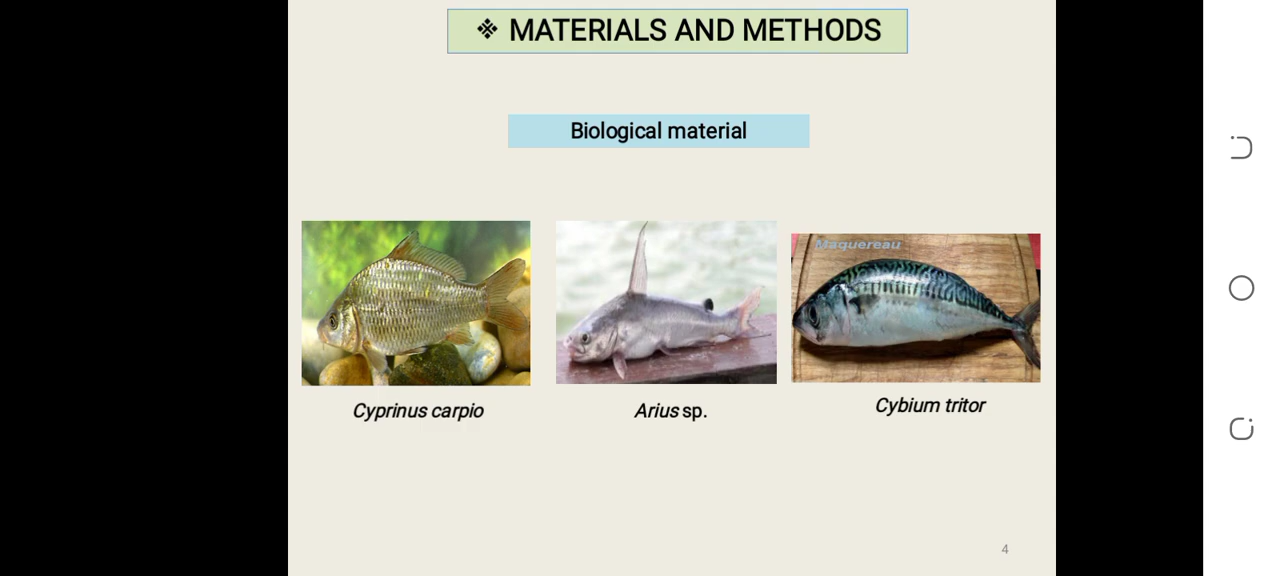 ❖ MATERIALS AND METHODS
Biological material
Maquereau
Cyprinus carpio
Arius sp.
Cybium tritor
4